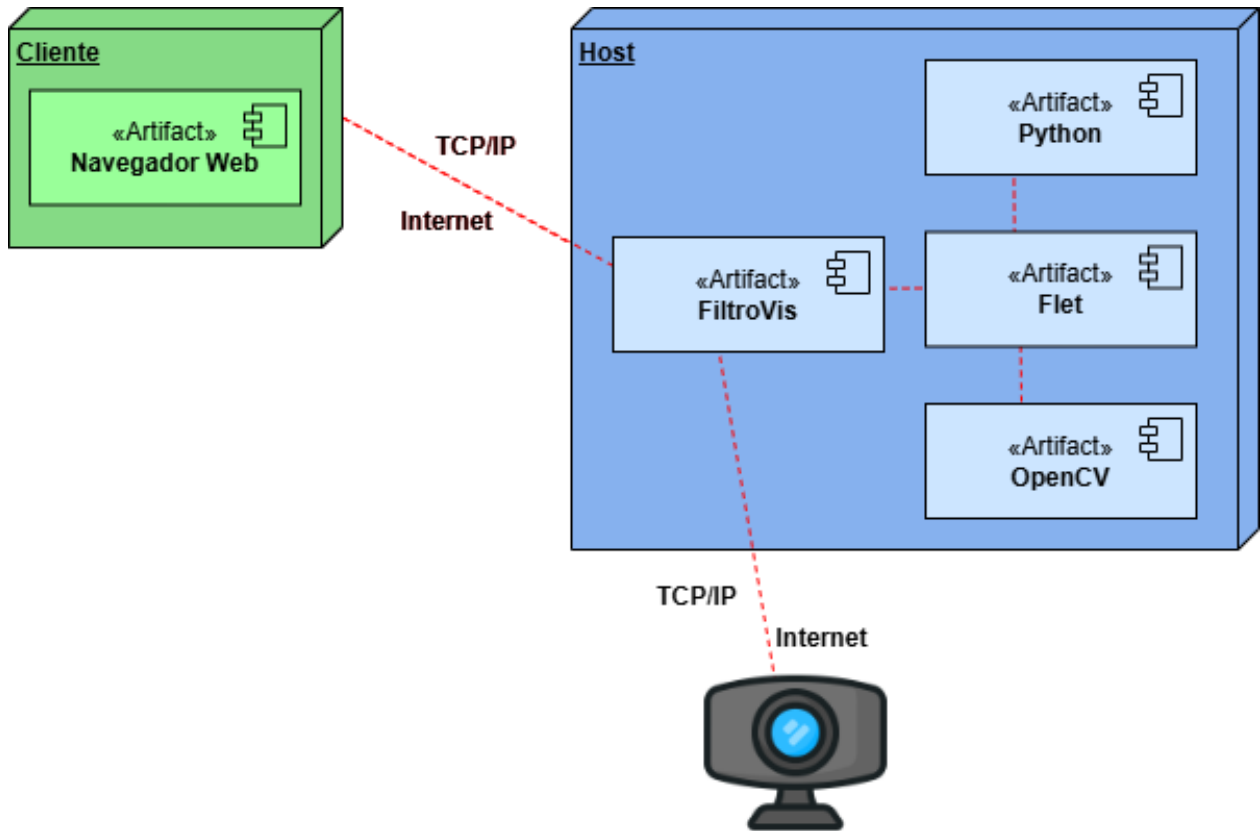 Cliente
«Artifact»
Navegador Web
TCP/IP
Internet
Host
«Artifact»
Python
«Artifact»
FiltroVis
«Artifact»
Flet
«Artifact»
OpenCV
TCP/IP
Internet